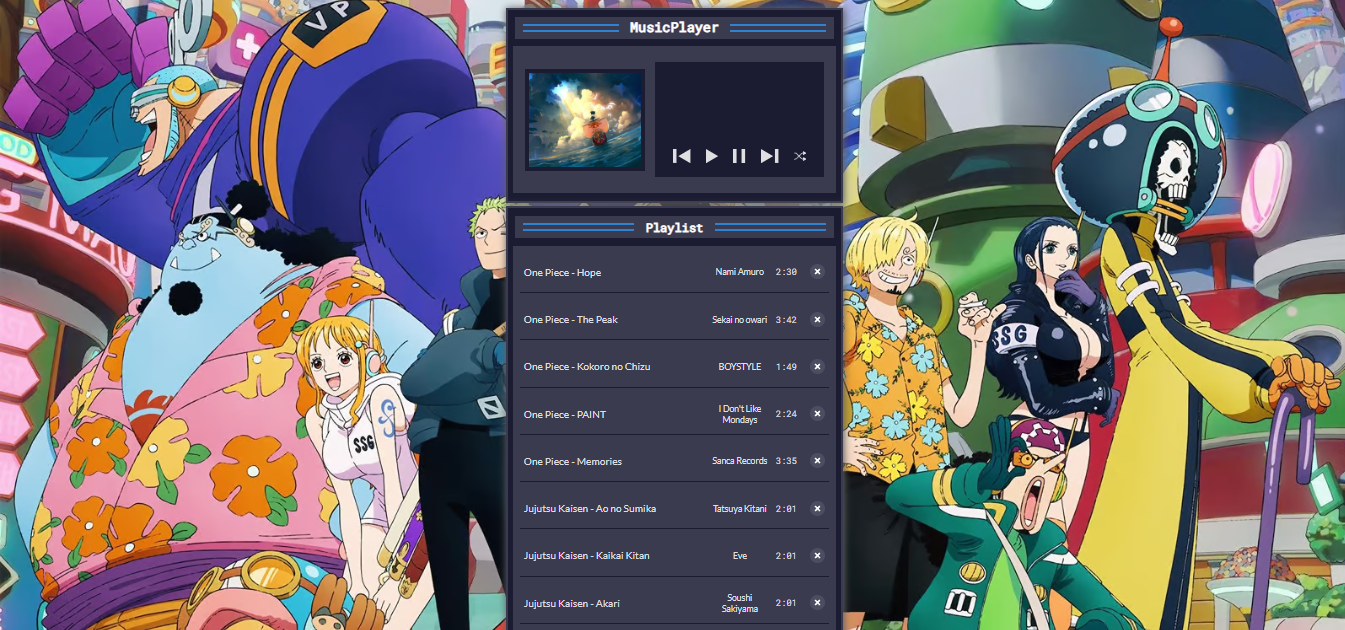 VP
MusicPlayer
Playlist
One Piece - Hope
Nami Amuro
2:30
One Piece - The Peak
Sekai no owari
3:42
One Piece - Kokoro no Chizu
BOYSTYLE
1:49
One Piece - PAINT
I Don't Like
Mondays
2:24
One Piece - Memories
Sanca Records
3:35
Jujutsu Kaisen - Ao no Sumika
Tatsuya Kitani
2:01
Jujutsu Kaisen - Kaikai Kitan
Eve
2:01
Jujutsu Kaisen - Akari
Soushi
Sakiyama
2:01
SSG
SSG